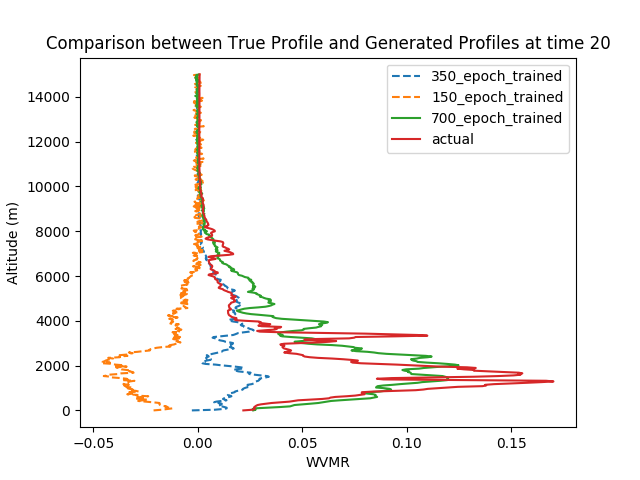 Comparison between True Profile and Generated Profiles at time 20
350_epoch_trained
150_epoch_trained
700_epoch_trained
actual
Altitude (m)
14000
12000
10000
8000
6000
4000
2000
0
−0.05
0.00
0.05
0.10
0.15
WVMR